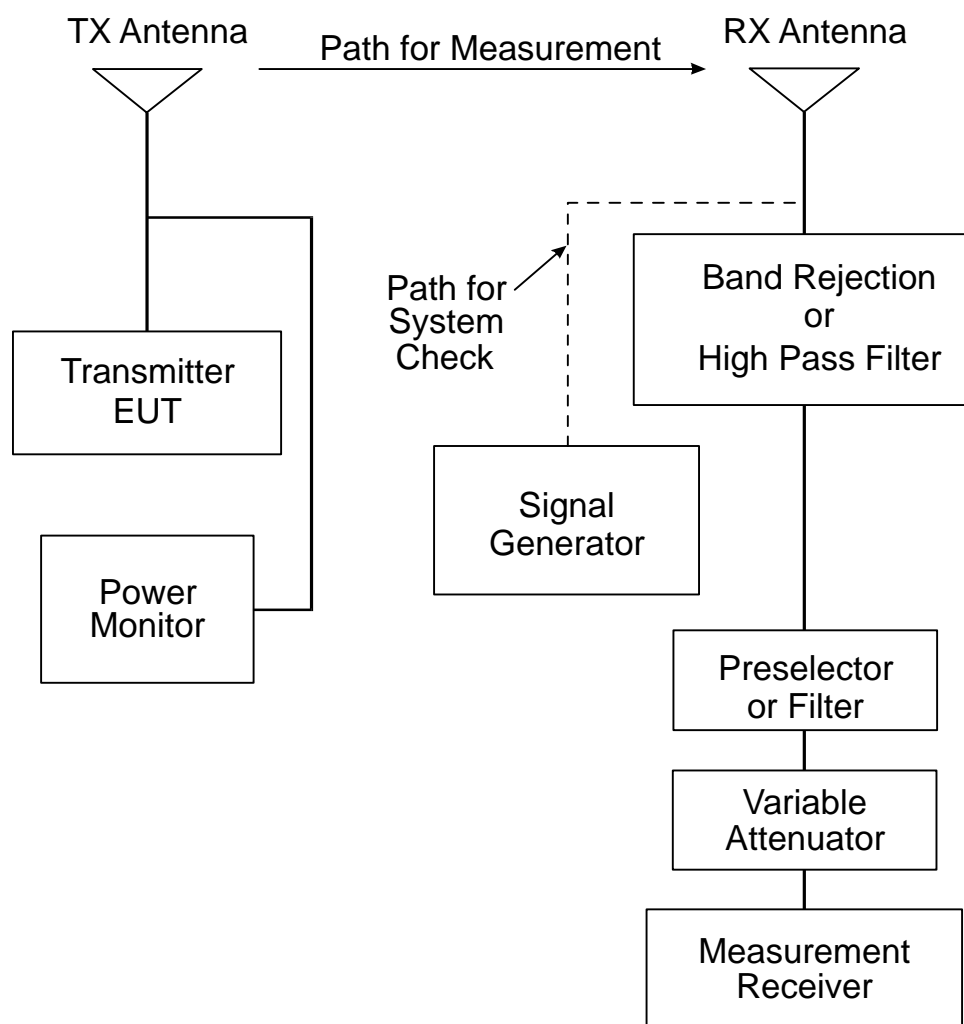 TX Antenna
Path for Measurement
RX Antenna
Path for
System
Check
Band Rejection
or
High Pass Filter
Transmitter
EUT
Signal
Generator
Power
Monitor
Preselector
or Filter
Variable
Attenuator
Measurement
Receiver